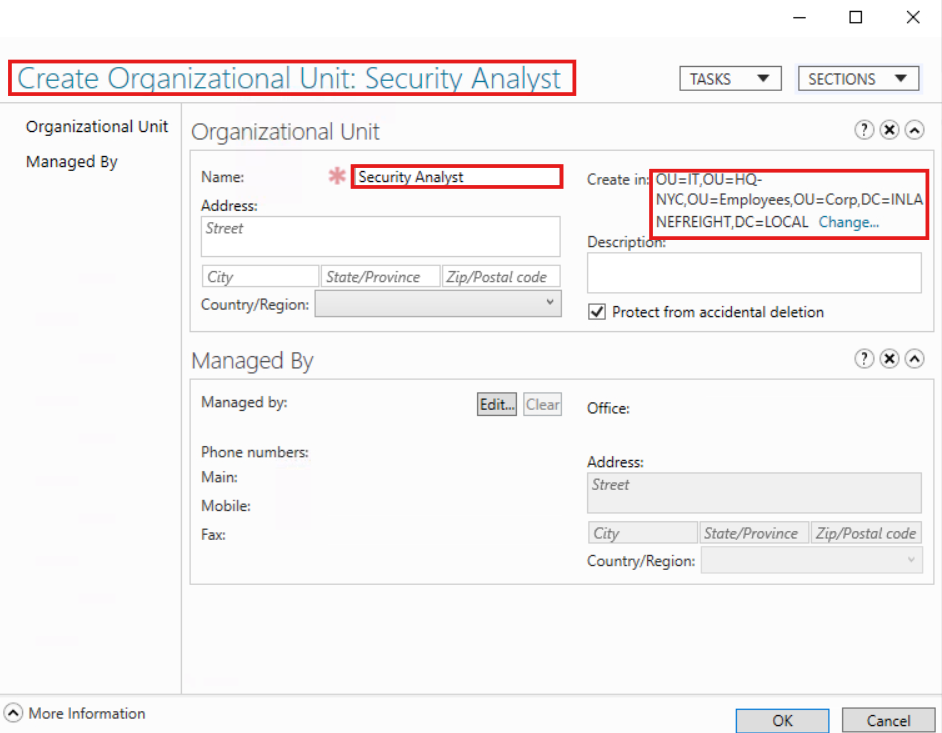 Create Organizational Unit: Security Analyst
TASKS
SECTIONS
Organizational Unit
Managed By
Organizational Unit
Name:
* Security Analyst
Address:
Street
City
State/Province
Zip/Postal code
Country/Region:
Create in: OU=IT,OU=HQ-
NYC,OU=Employees,OU=Corp,DC=INLA
NEFREIGHT,DC=LOCAL Change...
Description:
Protect from accidental deletion
Managed By
Managed by:
Edit...
Clear
Phone numbers:
Main:
Mobile:
Fax:
Office:
Address:
Street
City
State/Province
Zip/Postal code
Country/Region:
More Information
OK
Cancel